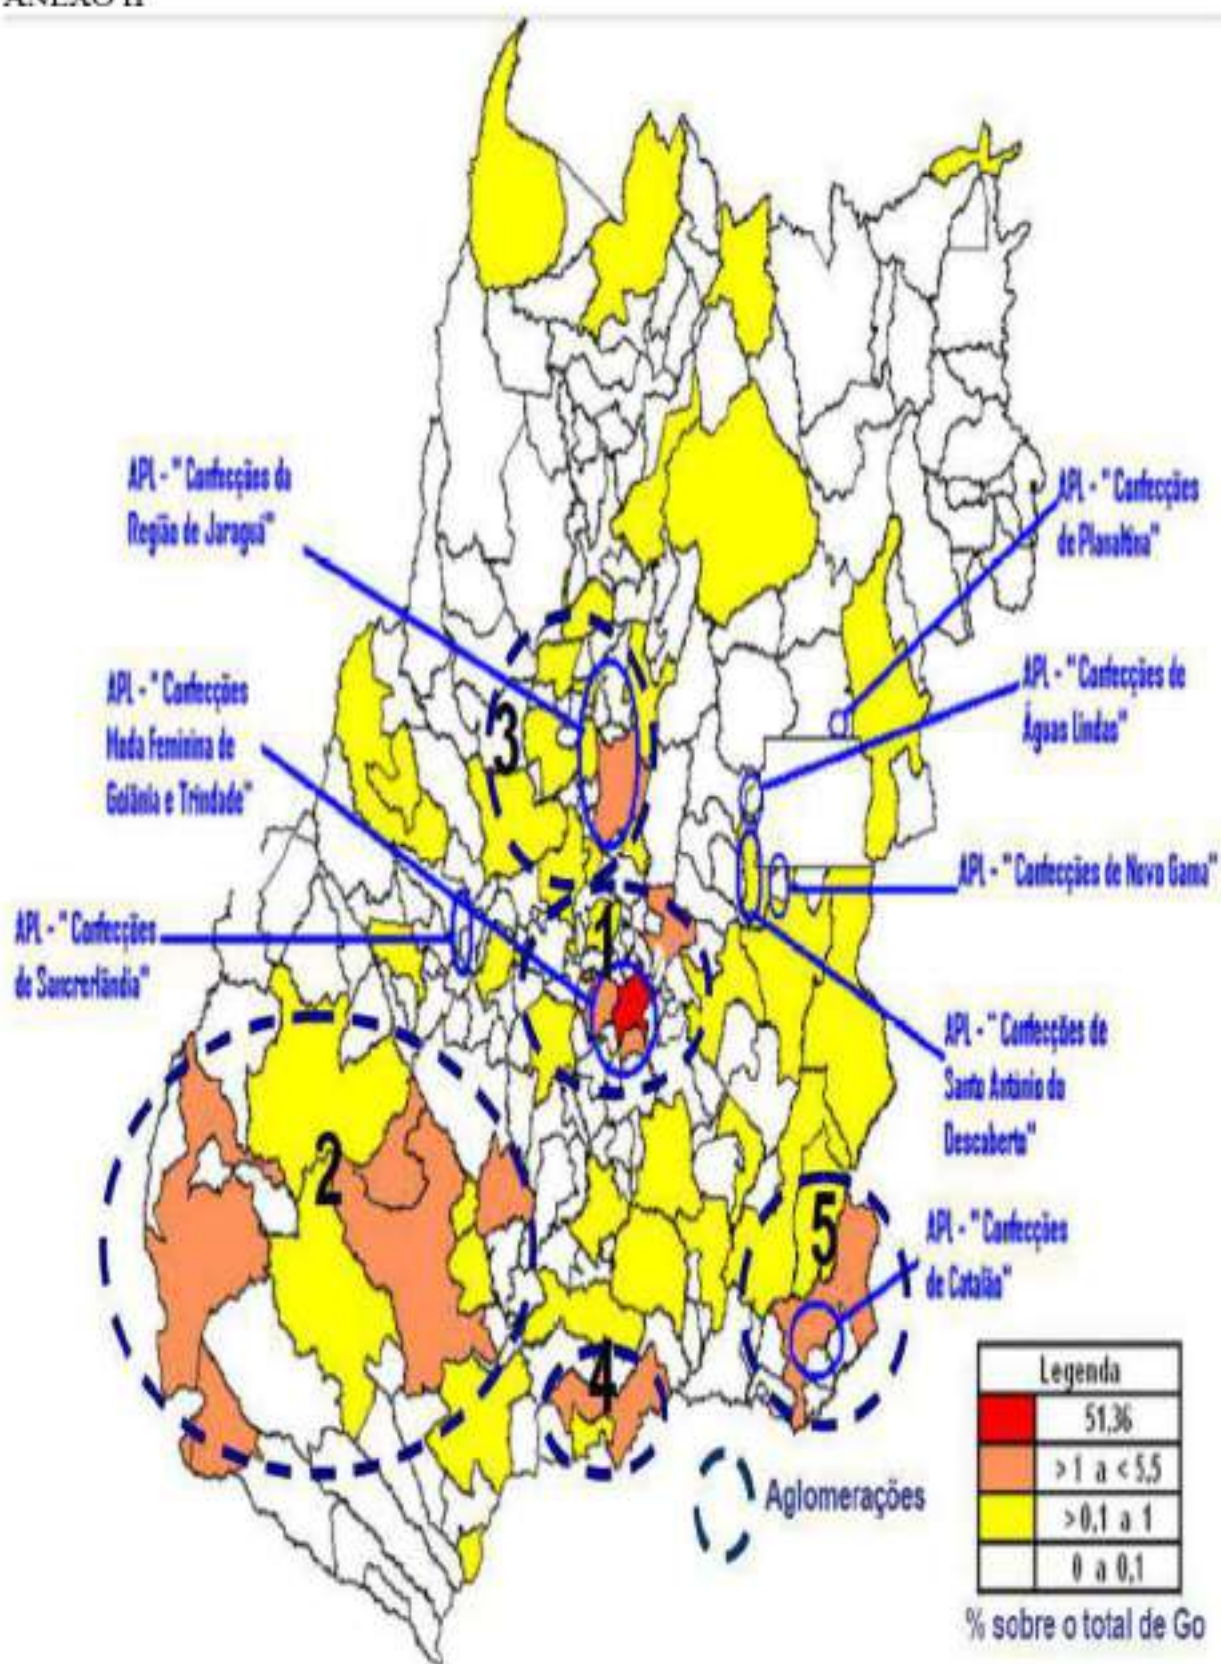 ANEXO II
APL - " Confecções da
Região de Jaraguá"
APL - " Confecções
de Planaltina"
APL - " Confecções
Moda Feminina de
Goiânia e Trindade"
APL - " Confecções de
Águas Lindas"
3
APL - " Confecções de Novo Gama"
APL - " Confecções
de Sancrerlândia"
1
APL - " Confecções de
Santo Antônio do
Descoberto"
2
5
APL - " Confecções
de Catalão"
4
Aglomerações
Legenda
51,36
> 1 a < 5,5
>0,1 a 1
0 a 0,1
% sobre o total de Go